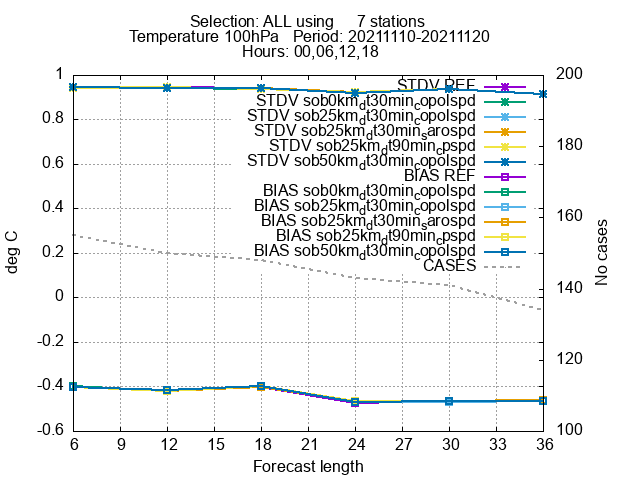 Selection: ALL using 7 stations
Temperature 100hPa Period: 20211110-20211120
Hours: 00,06,12,18
1 200
STDV REF
STDV sob0km_dt30min_copolspd
0.8 STDV sob25km_dt30min_copolspd 180
STDV sob25km_dt30min_sarospd
STDV sob25km_dt90min_cpspd
0.6 STDV sob50km_dt30min_copolspd
BIAS REF
BIAS sob0km_dt30min_copolspd
0.4 BIAS sob25km_dt30min_copolspd 160
BIAS sob25km_dt30min_sarospd
BIAS sob25km_dt90min_cpspd
0.2 BIAS sob50km_dt30min_copolspd
CASES
deg C
No cases
0 140
-0.2
120
-0.4
-0.6 100
6 9 12 15 18 21 24 27 30 33 36
Forecast length